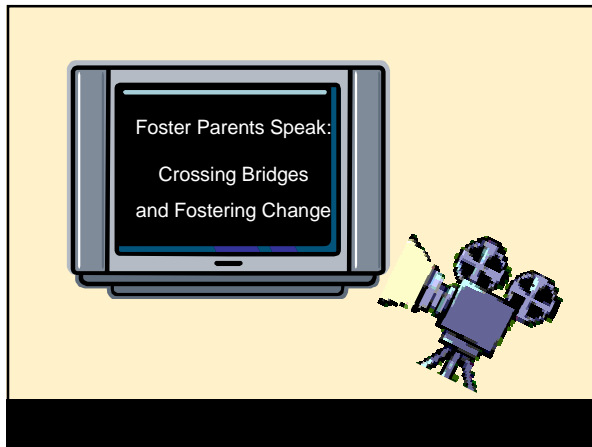 Foster Parents Speak:
Crossing Bridges
and Fostering Change